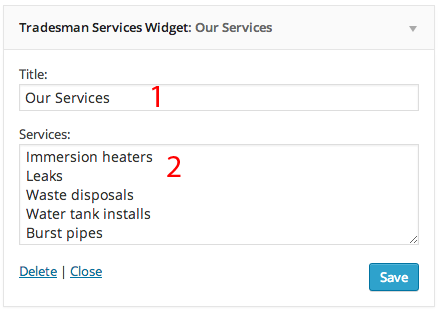 Tradesman Services Widget: Our Services
Title:
Our Services 1
Services:
Immersion heaters 2
Leaks
Waste disposals
Water tank installs
Burst pipes
Delete | Close Save